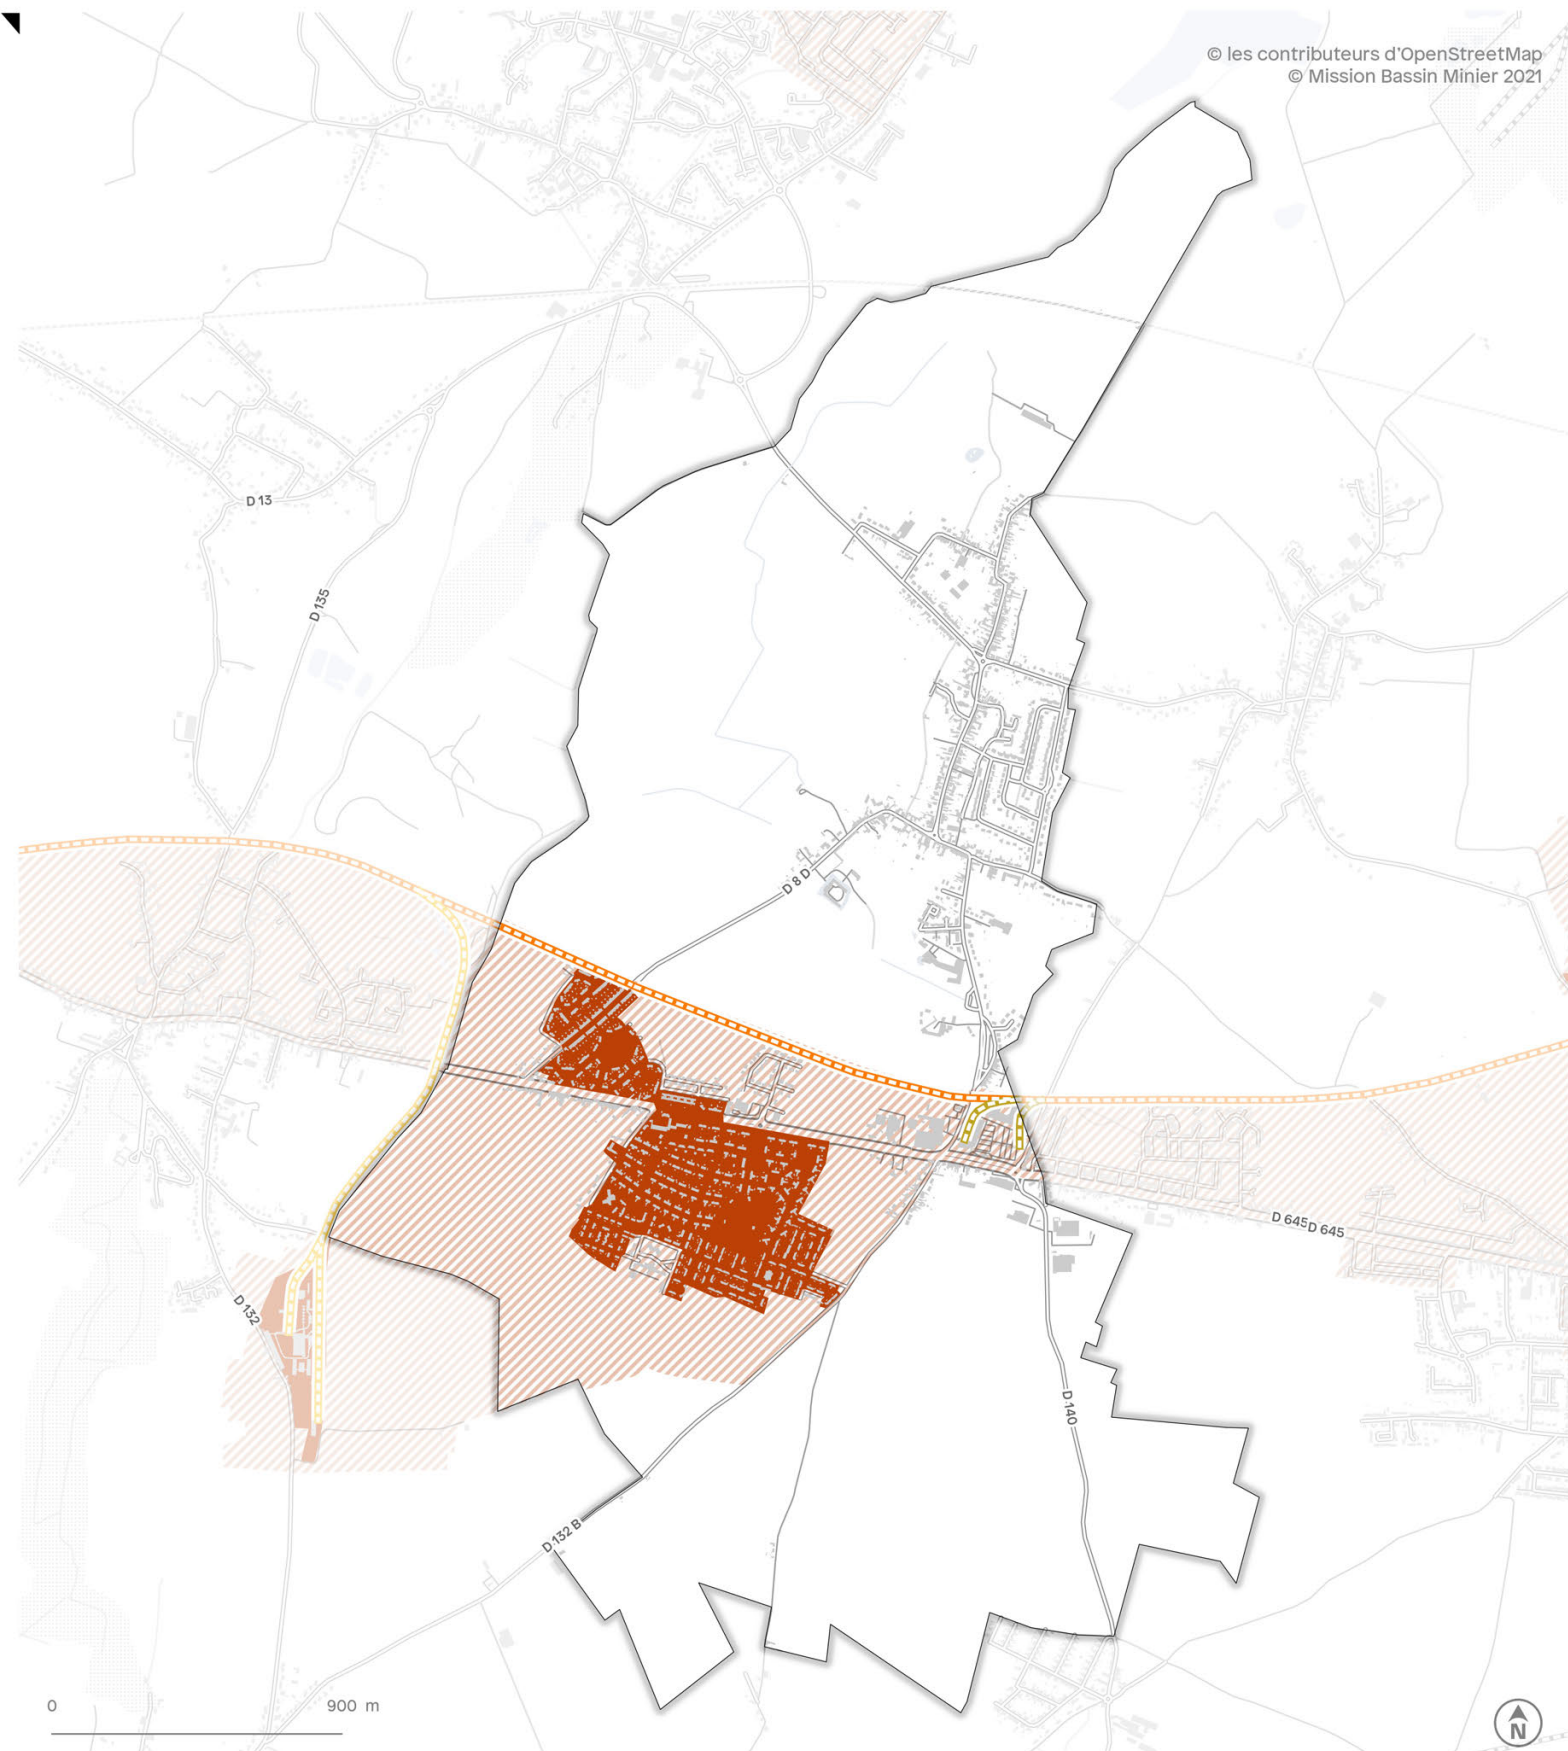 © les contributeurs d'OpenStreetMap
© Mission Bassin Minier 2021
D 13
D 135
D 8 D
D 645
D 645
D 132
D 140
D 132 B
0 900 m
N